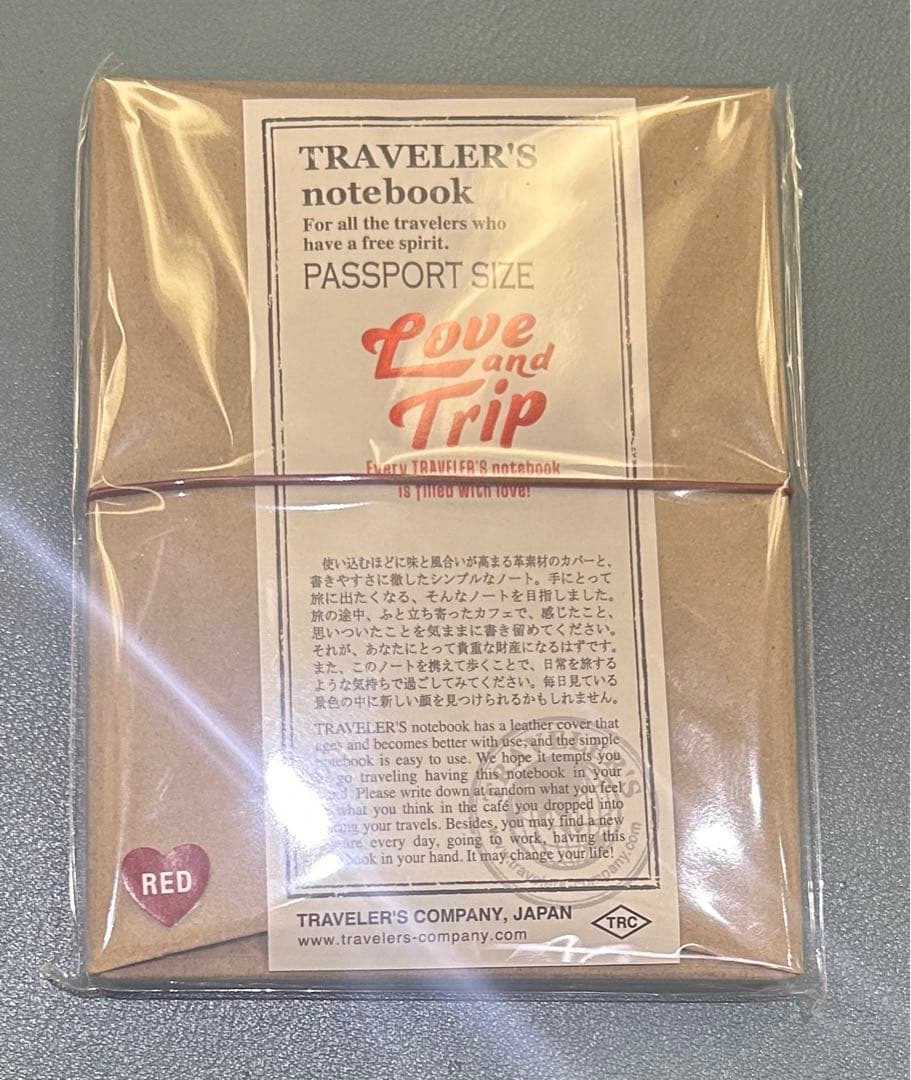 TRAVELER'S
notebook
For all the travelers who
have a free spirit.
PASSPORT SIZE
Love
and
Trip
Every TRAVELER'S notebook
is filled with love!
使い込むほどに味と風合いが高まる革素材のカバーと、
書きやすさに徹したシンプルなノート。手にとって
旅に出たくなる、そんなノートを目指しました。
旅の途中、ふと立ち寄ったカフェで、感じたこと、
思いついたことを気ままに書き留めてください。
それが、あなたにとって貴重な財産になるはずです。
また、このノートを携えて歩くことで、日常を旅する
ような気持ちで過ごしてみてください。毎日見ている
景色の中に新しい顔を見つけられるかもしれません。
TRAVELER'S notebook has a leather cover that
ages and becomes better with use, and the simple
notebook is easy to use. We hope it tempts you
go traveling having this notebook in your
Please write down at random what you feel
what you think in the café you dropped into
your travels. Besides, you may find a new
every day, going to work, having this
book in your hand. It may change your life!
TRAVELER'S
www.travelers-company.com
RED
TRAVELER'S COMPANY, JAPAN
www.travelers-company.com
TRC